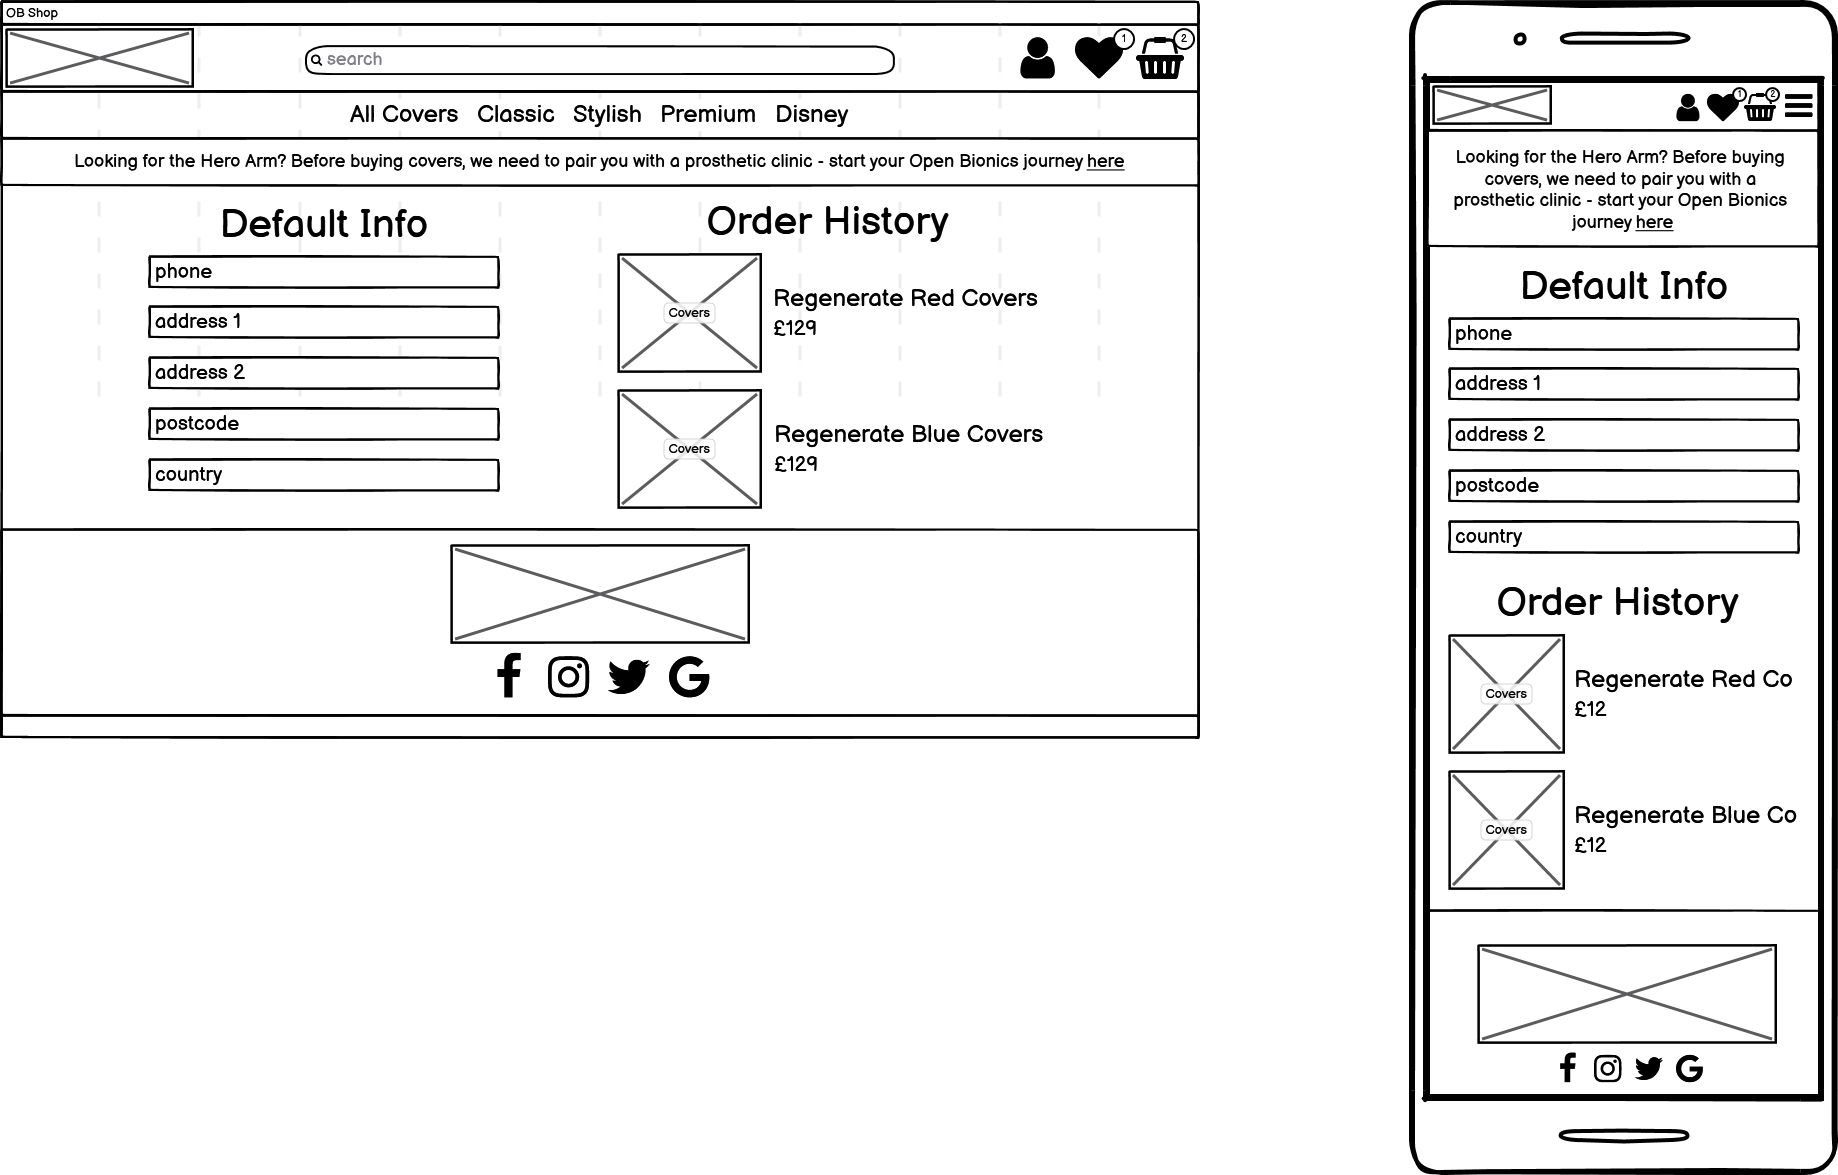 OB Shop
search
1
2
All Covers Classic Stylish Premium Disney
Looking for the Hero Arm? Before buying covers, we need to pair you with a prosthetic clinic - start your Open Bionics journey here
Default Info
phone
address 1
address 2
postcode
country
Order History
Covers
Regenerate Red Covers
£129
Covers
Regenerate Blue Covers
£129
1
2
Looking for the Hero Arm? Before buying
covers, we need to pair you with a
prosthetic clinic - start your Open Bionics
journey here
Default Info
phone
address 1
address 2
postcode
country
Order History
Covers
Regenerate Red Co
£12
Covers
Regenerate Blue Co
£12